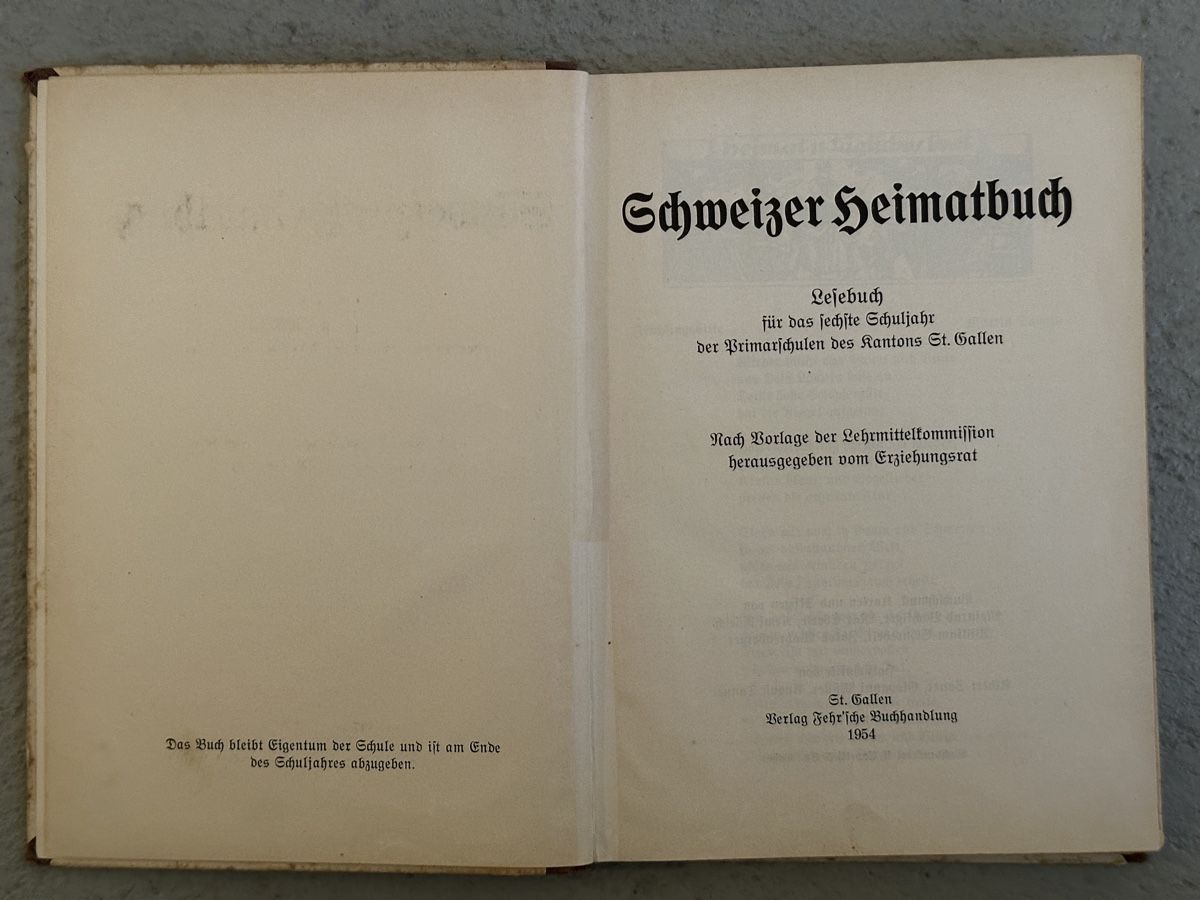 Das Buch bleibt Eigentum der Schule und ist am Ende
des Schuljahres abzugeben.
Schweizer Heimatbuch
Lesebuch
für das sechste Schuljahr
der Primarschulen des Kantons St. Gallen
Nach Vorlage der Lehrmittelkommission
herausgegeben vom Erziehungsrat
St. Gallen
Verlag Fehr'sche Buchhandlung
1954